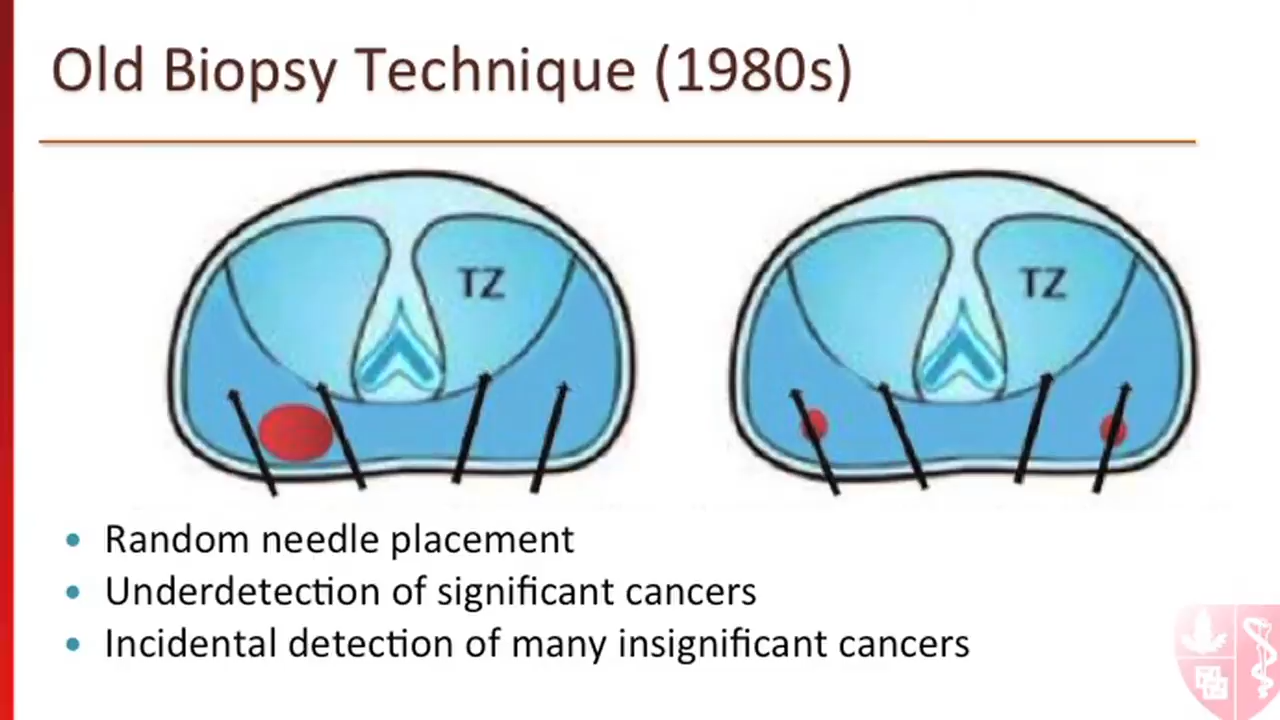 Old Biopsy Technique (1980s)
TZ
TZ
• Random needle placement
• Underdetection of significant cancers
• Incidental detection of many insignificant cancers